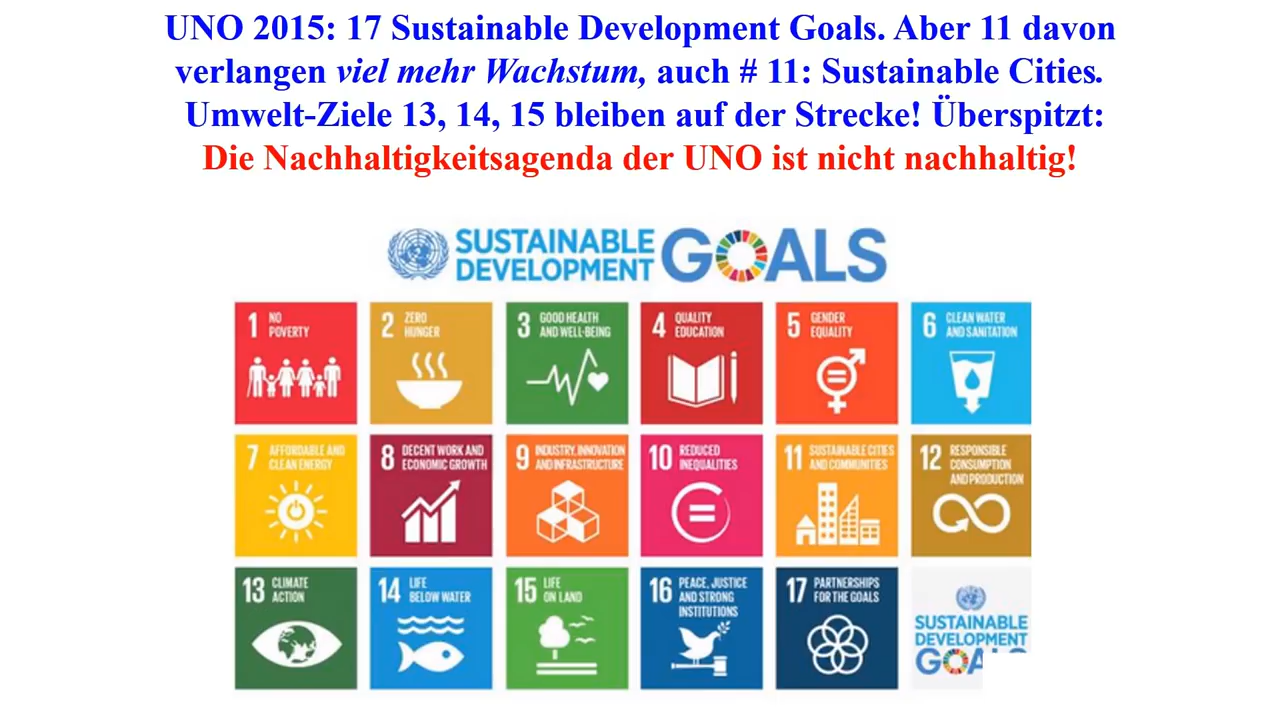 UNO 2015: 17 Sustainable Development Goals. Aber 11 davon
verlangen viel mehr Wachstum, auch # 11: Sustainable Cities.
Umwelt-Ziele 13, 14, 15 bleiben auf der Strecke! Überspitzt:
Die Nachhaltigkeitsagenda der UNO ist nicht nachhaltig!
SUSTAINABLE
DEVELOPMENT
GOALS
1 NO
POVERTY
2 ZERO
HUNGER
3 GOOD HEALTH
AND WELL-BEING
4 QUALITY
EDUCATION
5 GENDER
EQUALITY
6 CLEAN WATER
AND SANITATION
7 AFFORDABLE AND
CLEAN ENERGY
8 DECENT WORK AND
ECONOMIC GROWTH
9 INDUSTRY, INNOVATION
AND INFRASTRUCTURE
10 REDUCED
INEQUALITIES
11 SUSTAINABLE CITIES
AND COMMUNITIES
12 RESPONSIBLE
CONSUMPTION
AND PRODUCTION
13 CLIMATE
ACTION
14 LIFE
BELOW WATER
15 LIFE
ON LAND
16 PEACE, JUSTICE
AND STRONG
INSTITUTIONS
17 PARTNERSHIPS
FOR THE GOALS
SUSTAINABLE
DEVELOPMENT